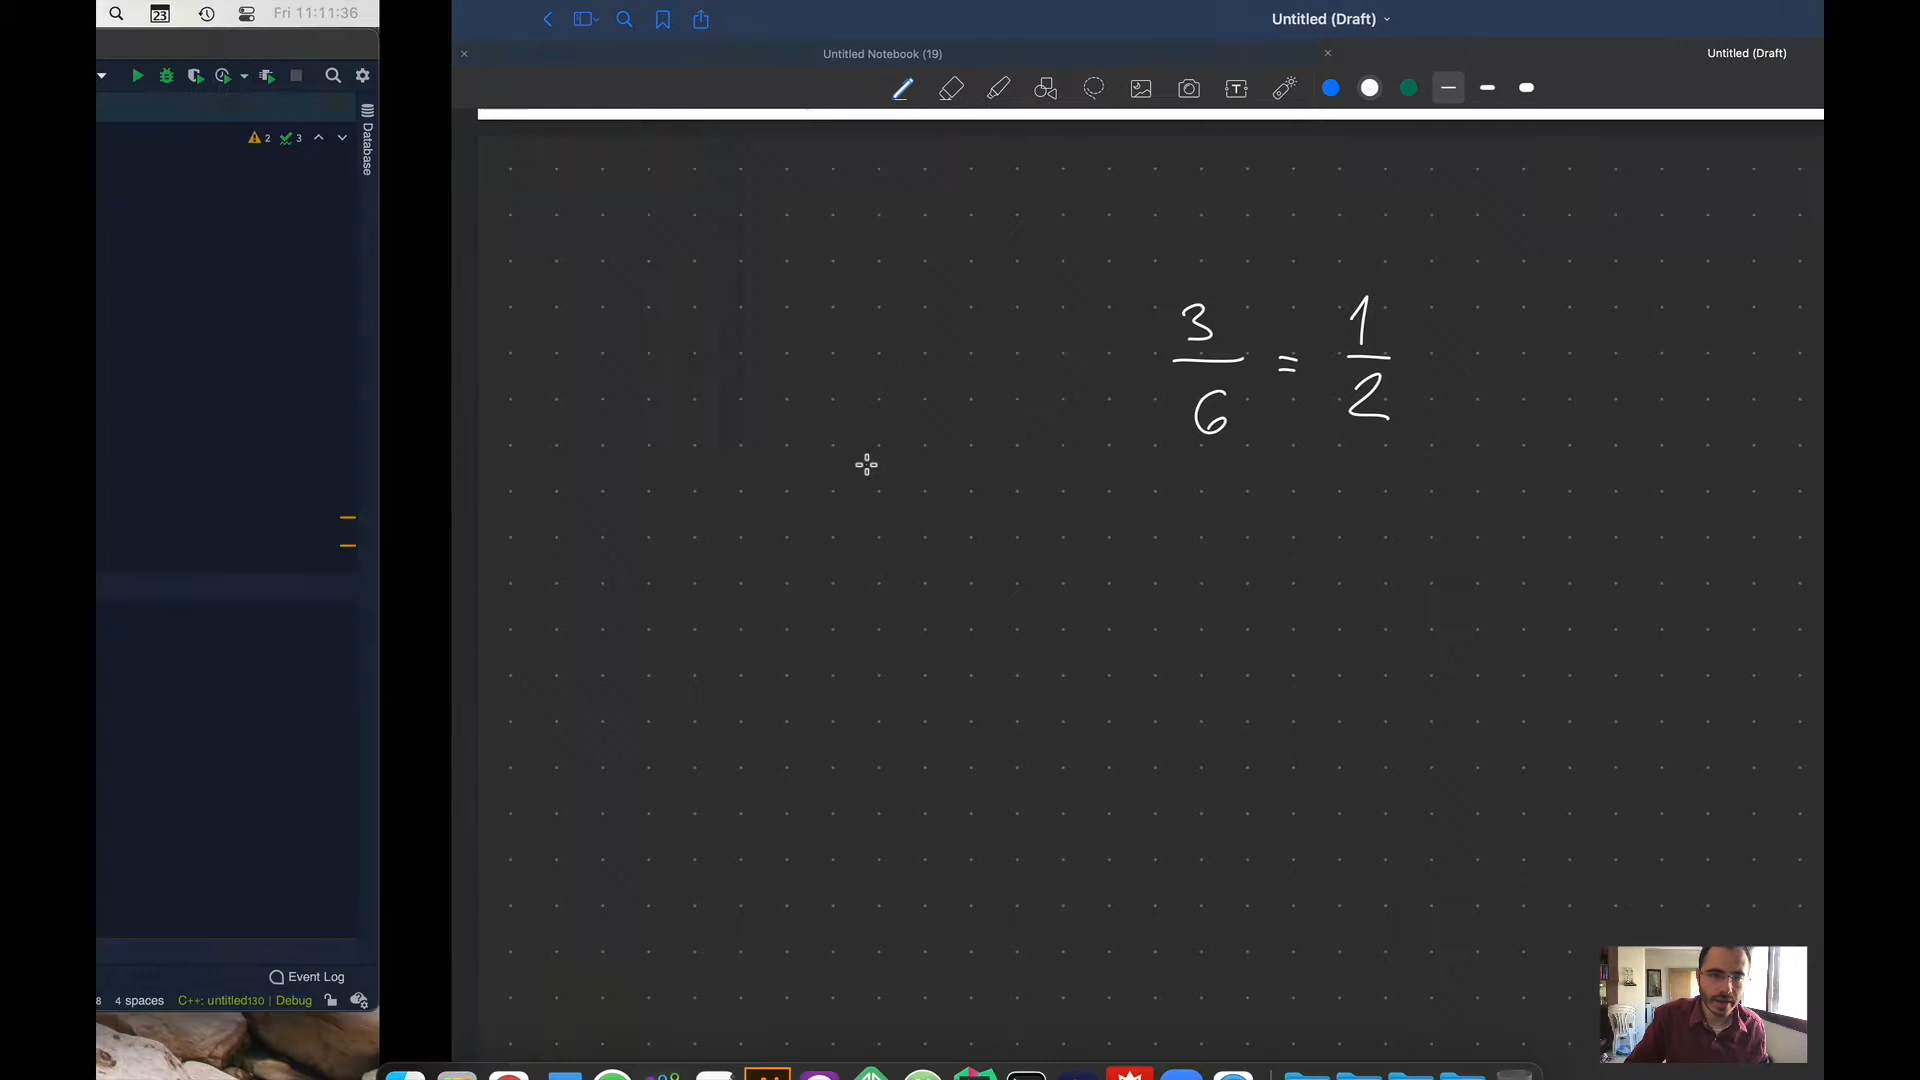 23
Fri 11:11:36
2
3
Database
Event Log
8
4 spaces
C++: untitled130 | Debug
Untitled (Draft)
Untitled Notebook (19)
Untitled (Draft)
T
3/6 = 1/2